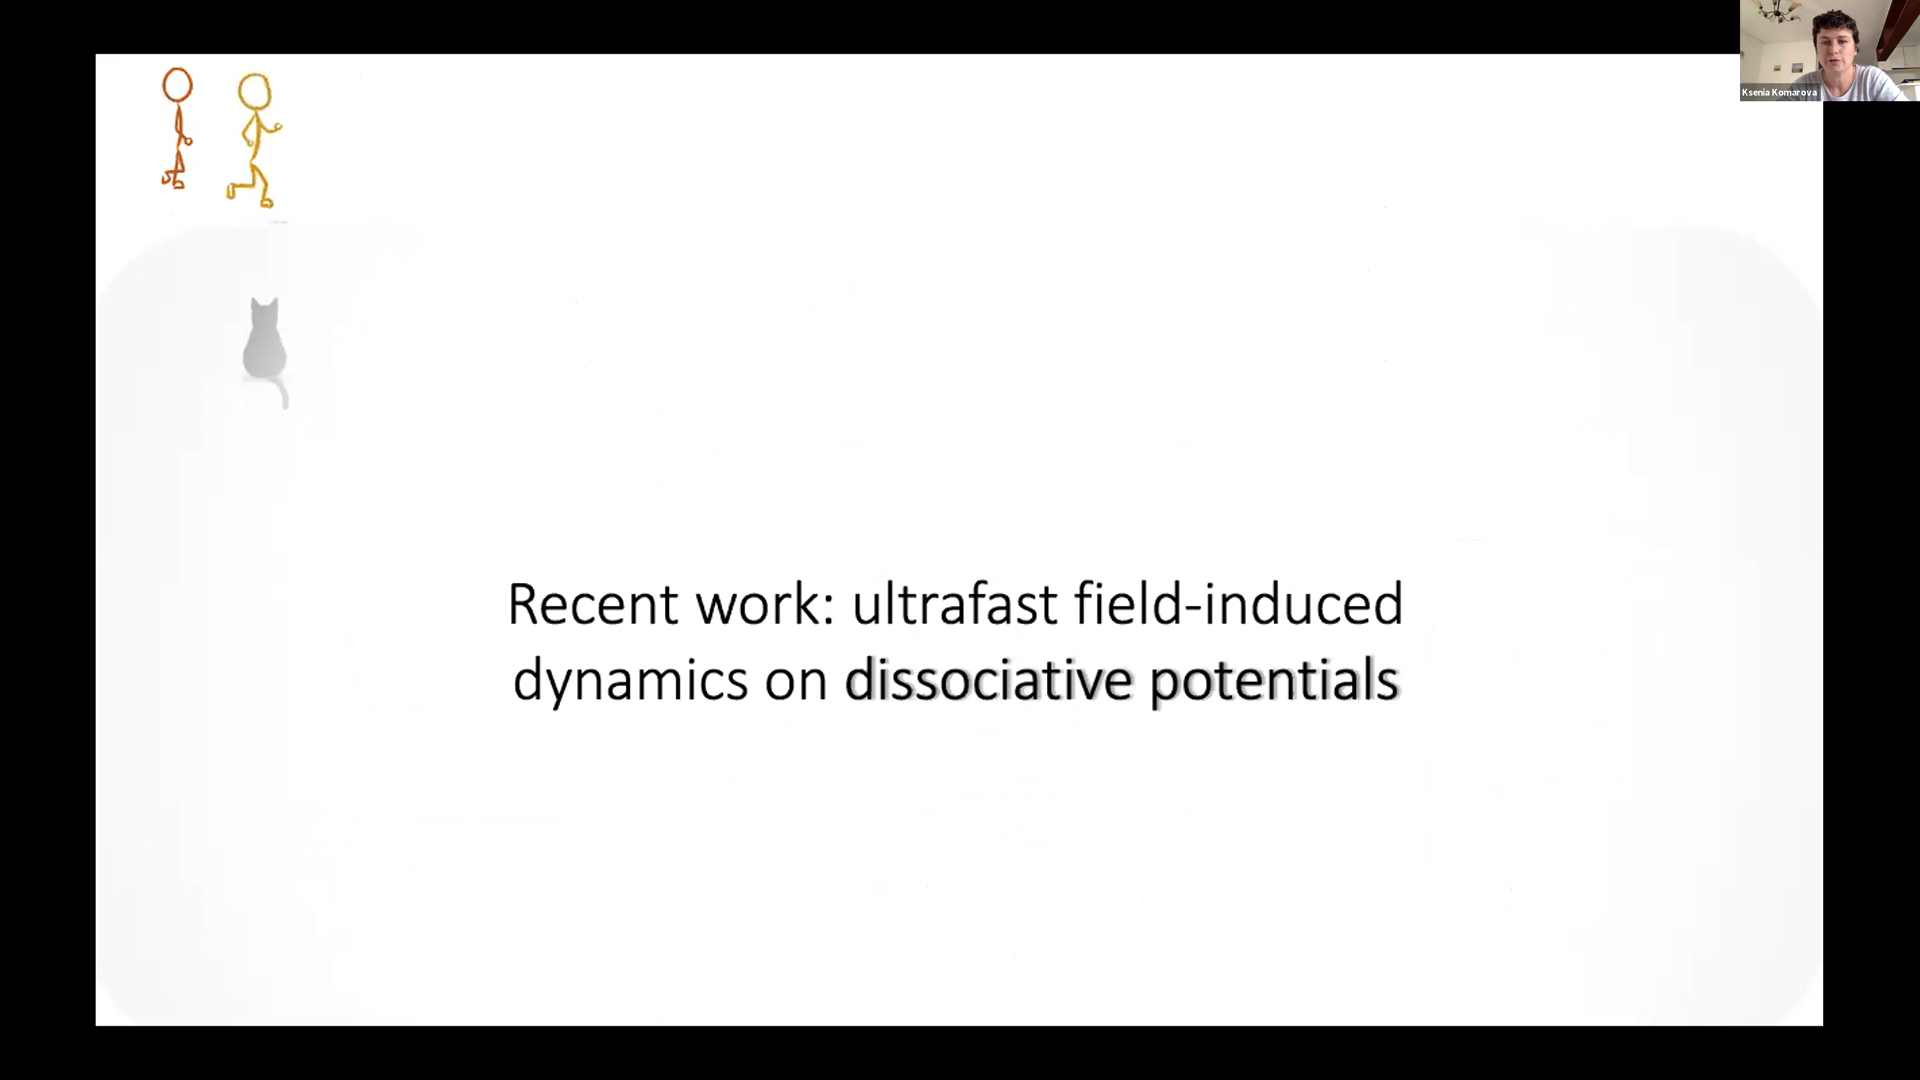 Ksenia Komarova
Recent work: ultrafast field-induced
dynamics on dissociative potentials